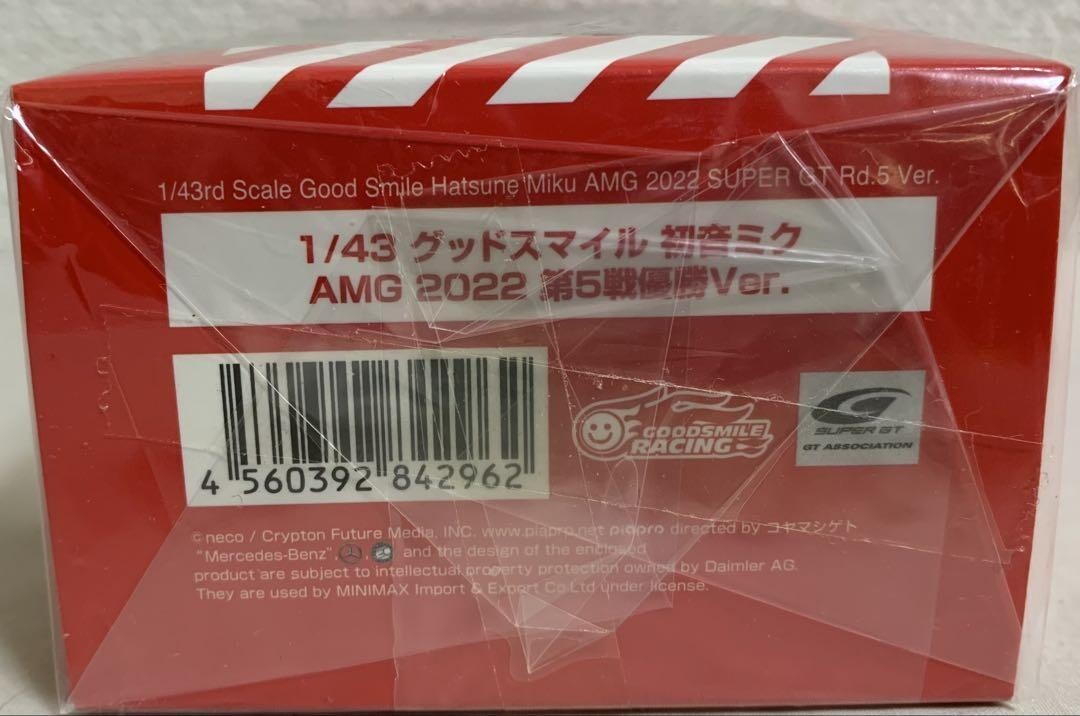 1/43rd Scale Good Smile Hatsune Miku AMG 2022 SUPER GT Rd.5 Ver.
1/43 グッドスマイル 初音ミク
AMG 2022 第5戦優勝Ver.
4 560392 842962
GOODSMILE
RACING
SUPER GT
GT ASSOCIATION
© neco / Crypton Future Media, INC. www.piapro.net piapro directed by コヤマシゲト
"Mercedes-Benz", , and the design of the enclosed
product are subject to intellectual property protection owned by Daimler AG.
They are used by MINIMAX Import & Export Co Ltd under license.